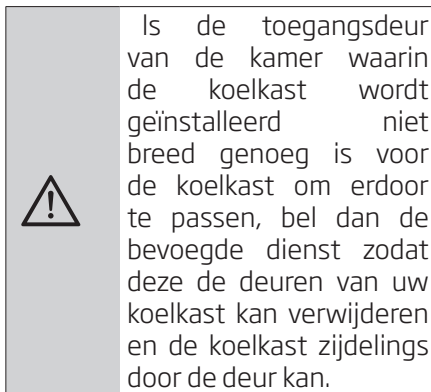 Is de toegangsdeur
van de kamer waarin
de koelkast wordt
geïnstalleerd niet
breed genoeg is voor
de koelkast om erdoor
te passen, bel dan de
bevoegde dienst zodat
deze de deuren van uw
koelkast kan verwijderen
en de koelkast zijdelings
door de deur kan.